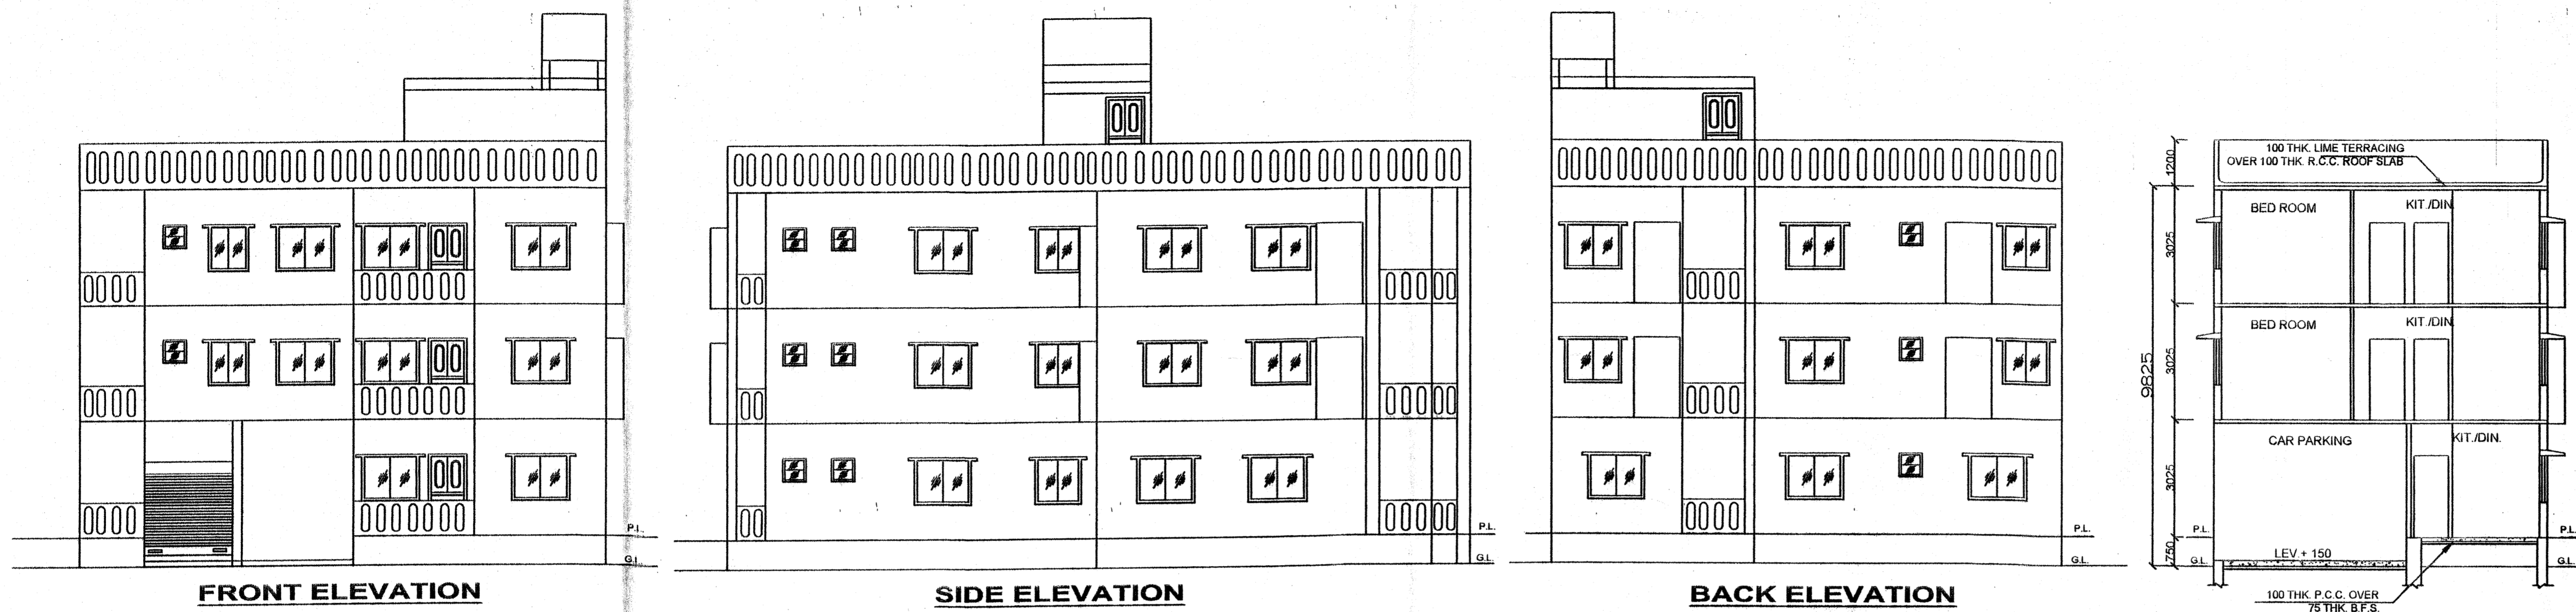 P.L.
G.L.
FRONT ELEVATION
P.L.
G.L.
SIDE ELEVATION
P.L.
G.L.
BACK ELEVATION
100 THK. LIME TERRACING
OVER 100 THK. R.C.C. ROOF SLAB
1200
BED ROOM
KIT./DIN.
3025
BED ROOM
KIT./DIN.
3025
9825
CAR PARKING
KIT./DIN.
3025
P.L.
P.L.
750
G.L.
LEV.+ 150
G.L.
100 THK. P.C.C. OVER
75 THK. B.F.S.